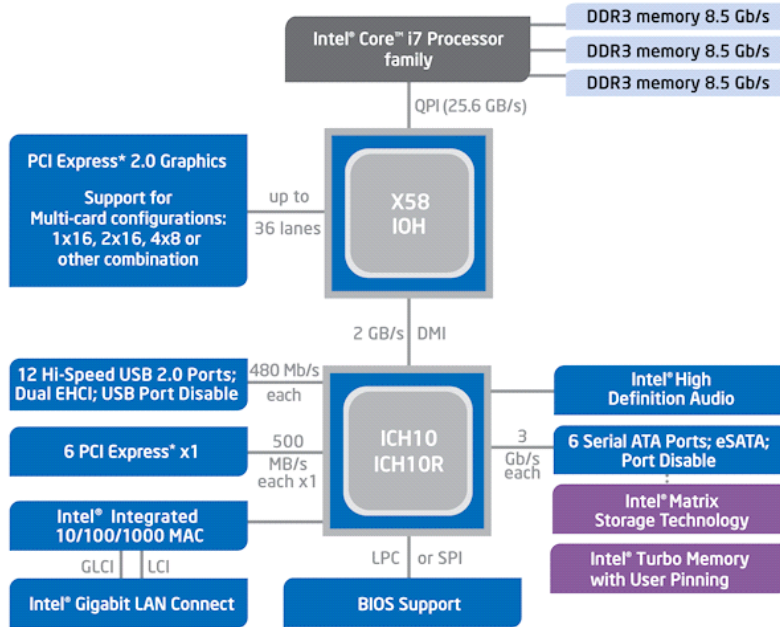 Intel® Core™ i7 Processor
family
DDR3 memory 8.5 Gb/s
DDR3 memory 8.5 Gb/s
DDR3 memory 8.5 Gb/s
QPI (25.6 GB/s)
PCI Express* 2.0 Graphics
Support for
Multi-card configurations:
1x16, 2x16, 4x8 or
other combination
up to
36 lanes
X58
IOH
2 GB/s DMI
12 Hi-Speed USB 2.0 Ports;
Dual EHCI; USB Port Disable
480 Mb/s
each
6 PCI Express* x1
500
MB/s
each x1
Intel® Integrated
10/100/1000 MAC
GLCI LCI
Intel® Gigabit LAN Connect
ICH10
ICH10R
LPC or SPI
BIOS Support
Intel® High
Definition Audio
3
Gb/s
each
6 Serial ATA Ports; eSATA;
Port Disable
Intel® Matrix
Storage Technology
Intel® Turbo Memory
with User Pinning